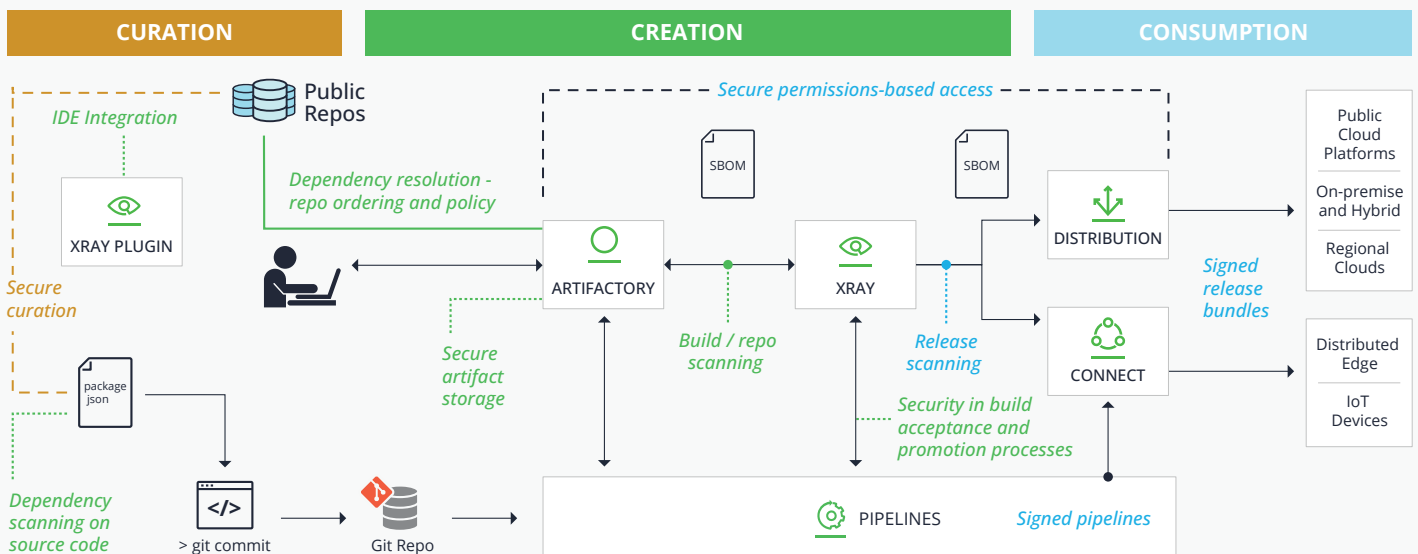 CURATION
CREATION
CONSUMPTION
Public
Repos
IDE Integration
XRAY PLUGIN
Secure
curation
package
json
Dependency
scanning on
source code
</>
> git commit
Git Repo
Dependency resolution -
repo ordering and policy
Secure permissions-based access
SBOM
SBOM
ARTIFACTORY
XRAY
Secure
artifact
storage
Build / repo
scanning
Release
scanning
Security in build
acceptance and
promotion processes
DISTRIBUTION
CONNECT
Signed
release
bundles
Public
Cloud
Platforms
On-premise
and Hybrid
Regional
Clouds
Distributed
Edge
IoT
Devices
PIPELINES
Signed pipelines